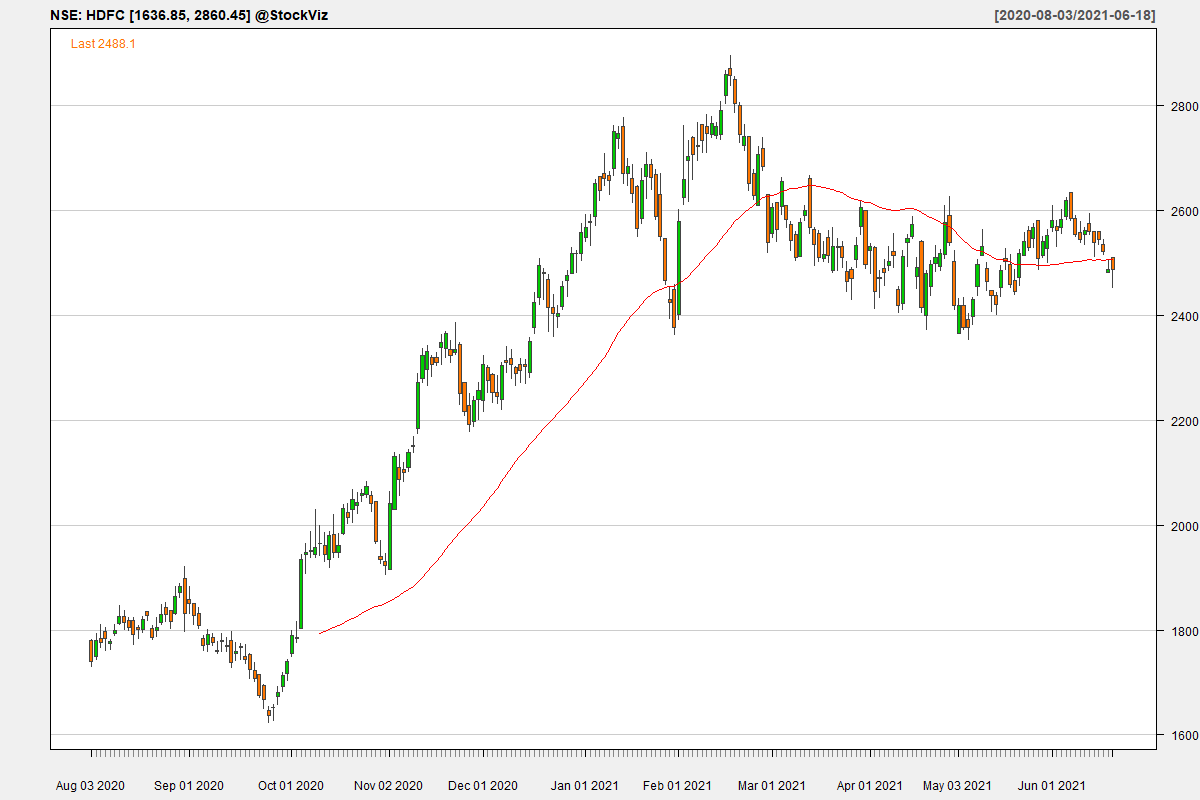 NSE: HDFC [1636.85, 2860.45] @StockViz
[2020-08-03/2021-06-18]
Last 2488.1
2800
2600
2400
2200
2000
1800
1600
Aug 03 2020
Sep 01 2020
Oct 01 2020
Nov 02 2020
Dec 01 2020
Jan 01 2021
Feb 01 2021
Mar 01 2021
Apr 01 2021
May 03 2021
Jun 01 2021